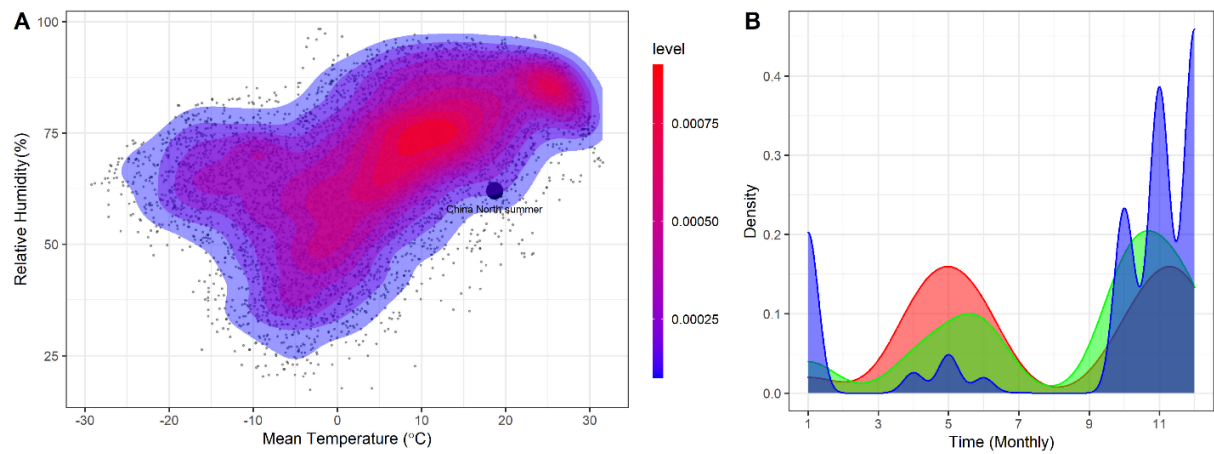 A
100
75
50
25
Relative Humidity (%)
-30 -20 -10 0 10 20 30
Mean Temperature (°C)
China North summer
level
0.00075
0.00050
0.00025
B
0.4
0.3
0.2
0.1
0.0
Density
1 3 5 7 9 11
Time (Monthly)